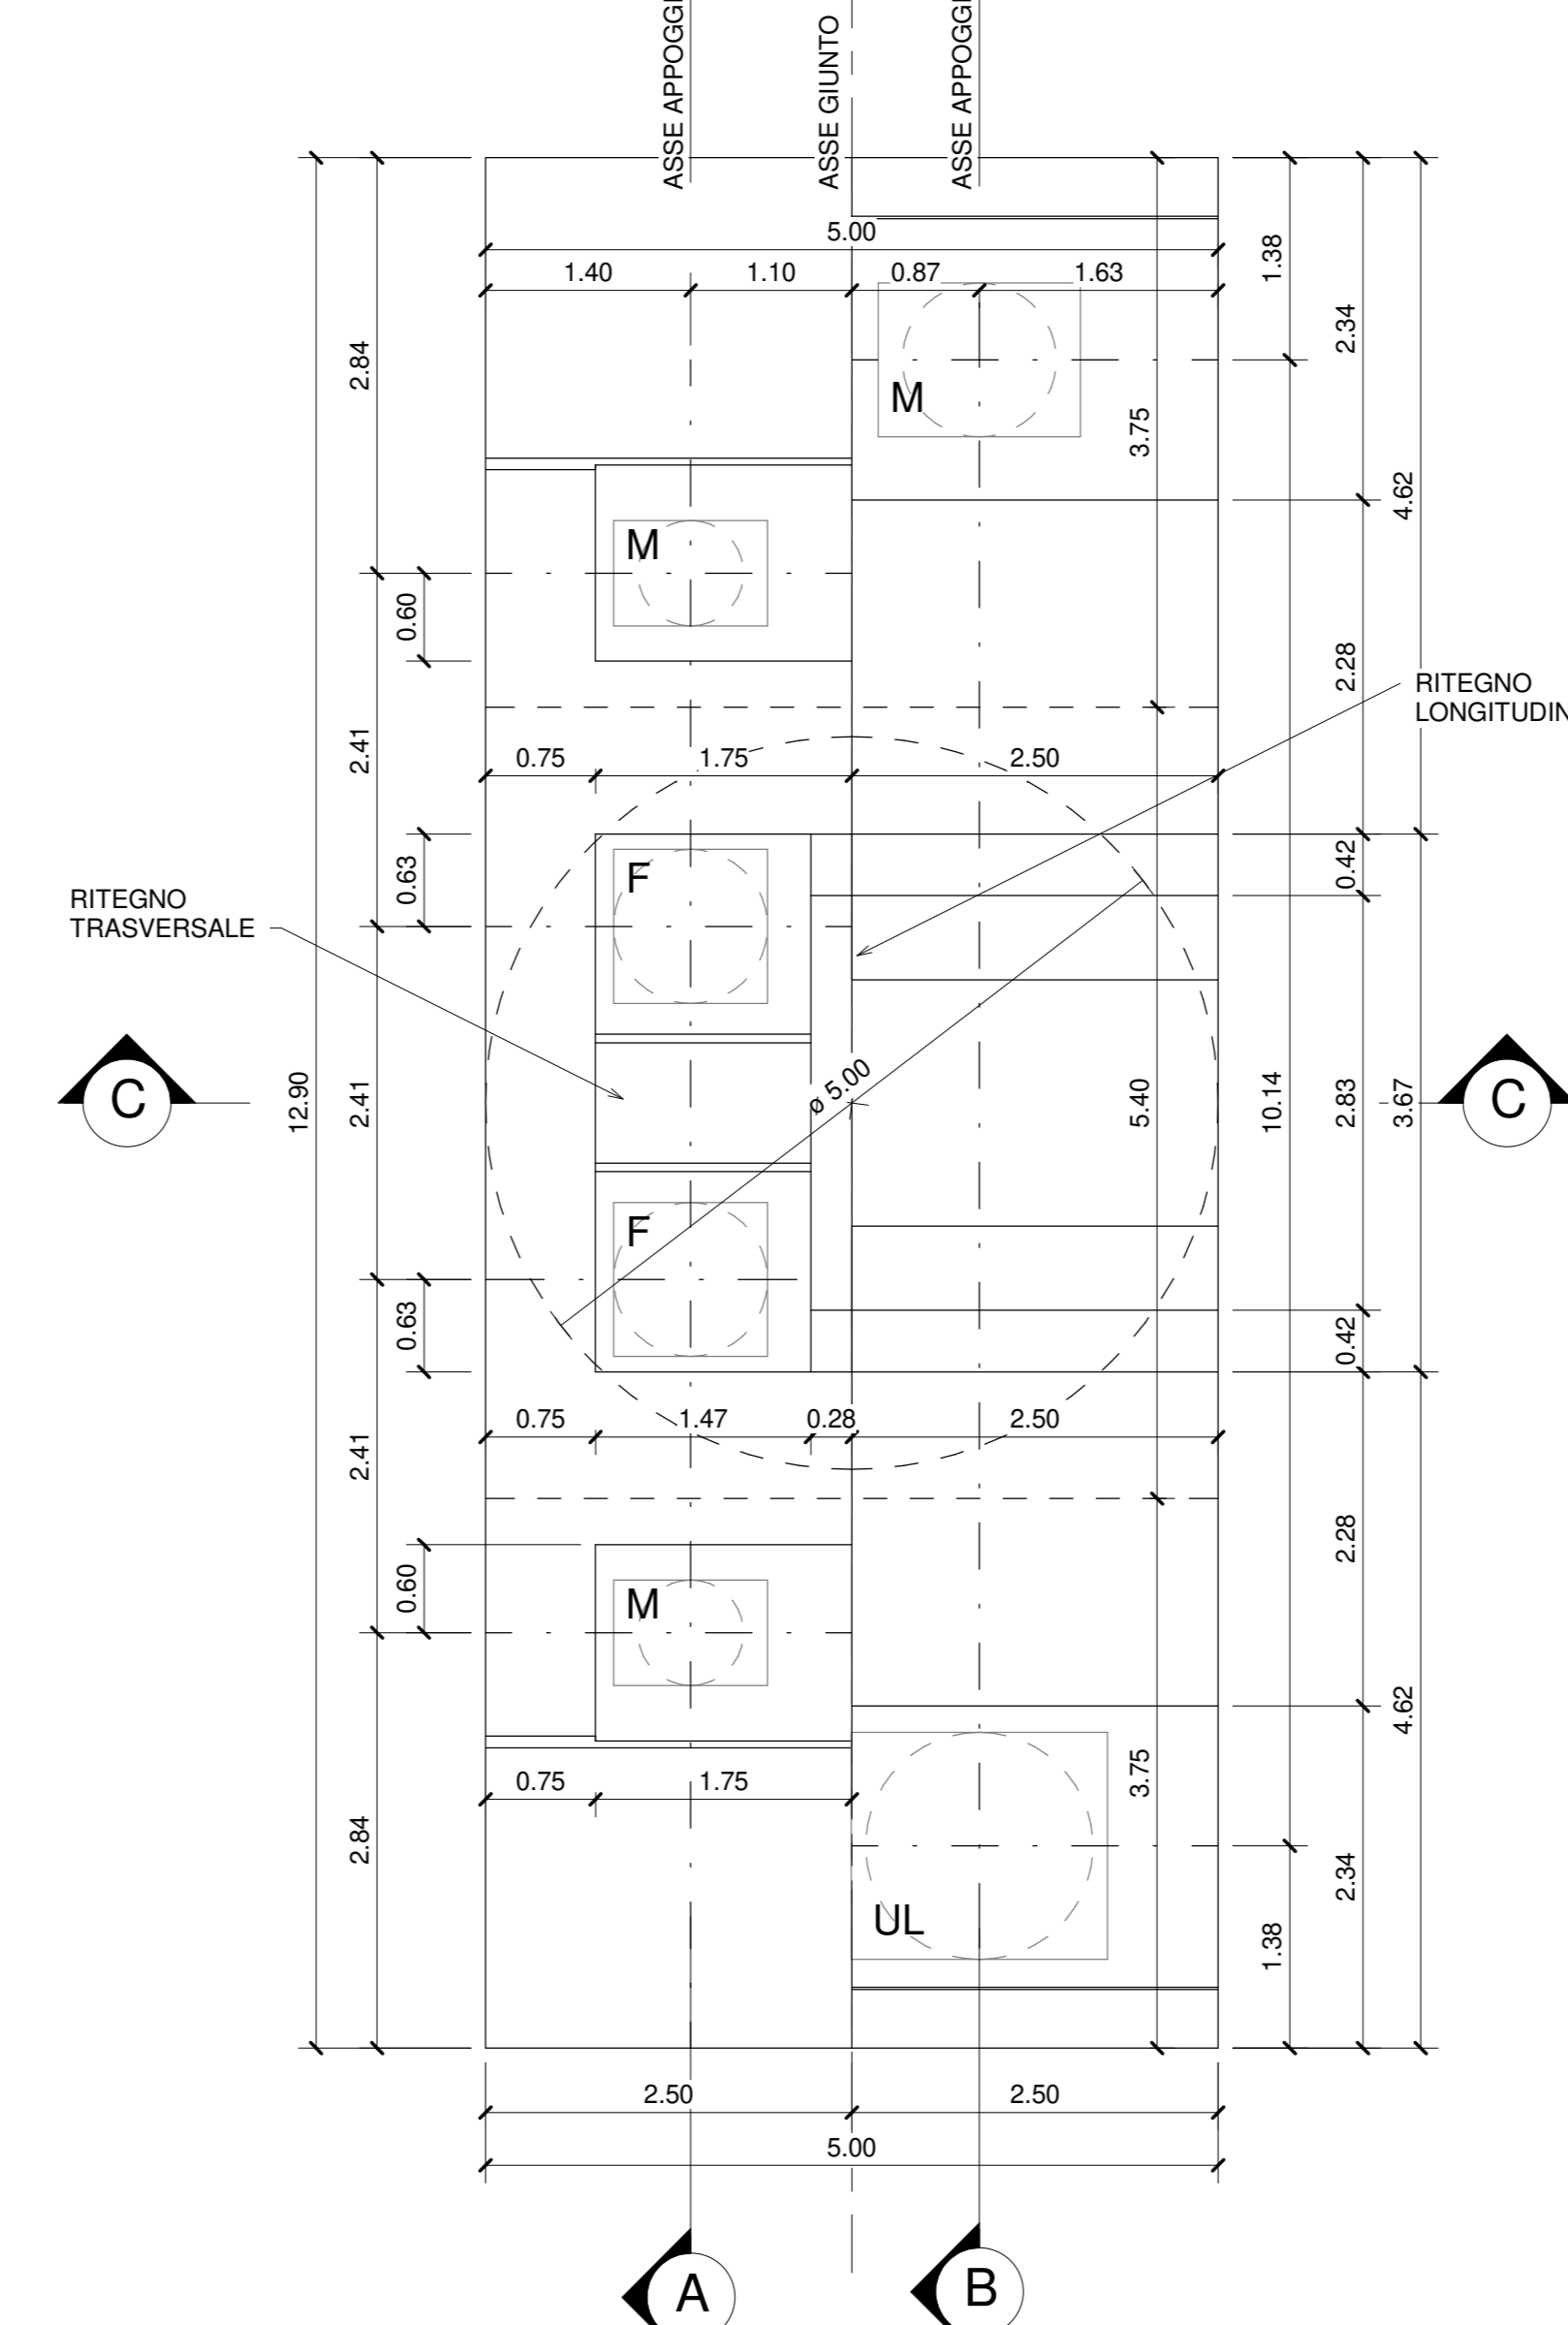 ASSE APPOGGI
ASSE GIUNTO
ASSE APPOGGI
5.00
1.40
1.10
0.87
1.63
1.38
2.84
2.34
M
3.75
4.62
M
0.60
2.28
RITEGNO
LONGITUDIN
2.41
0.75
1.75
2.50
0.63
F
0.42
RITEGNO
TRASVERSALE
C
12.90
2.41
ø 5.00
5.40
10.14
2.83
3.67
C
F
0.63
0.42
0.75
1.47
0.28
2.50
2.41
2.28
0.60
M
4.62
0.75
1.75
3.75
2.84
2.34
UL
1.38
2.50
2.50
5.00
A
B